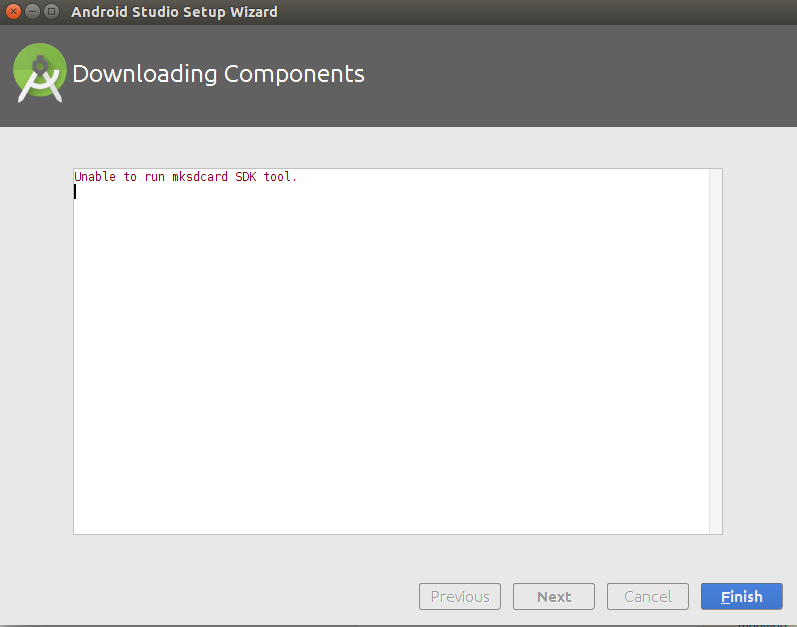 Android Studio Setup Wizard
Downloading Components
Unable to run mksdcard SDK tool.
Previous
Next
Cancel
Finish